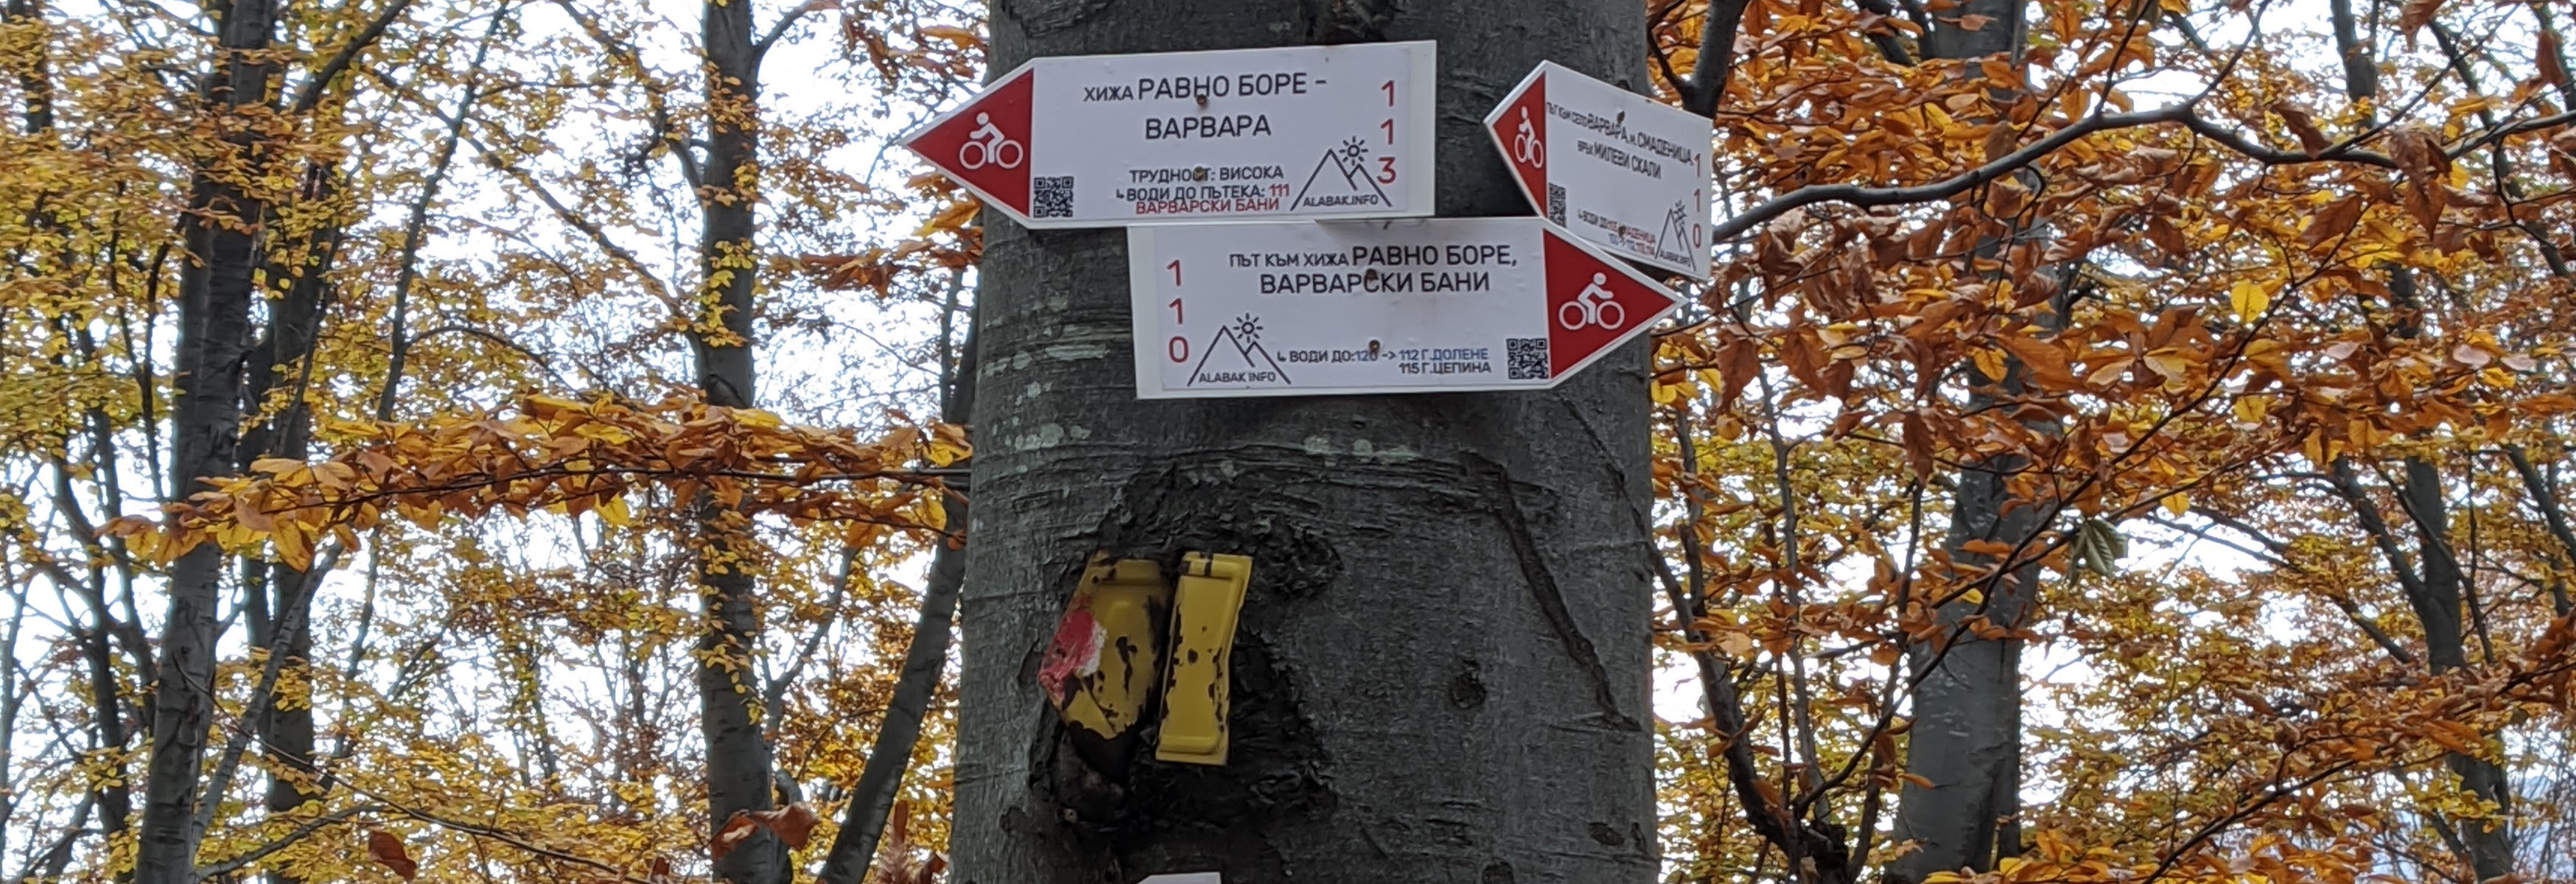 ХИЖА РАВНО БОРЕ -
ВАРВАРА
113
ТРУДНОСТ: ВИСОКА
↳ ВОДИ ДО ПЪТЕКА: 111
ВАРВАРСКИ БАНИ
ALABAK.INFO
ПЪТ КЪМ СЕЛО ВАРВАРА, м. СМАДЕНИЦА,
ВРЪХ МИЛЕВИ СКАЛИ
110
↳ ВОДИ ДО
ALABAK.INFO
ПЪТ КЪМ ХИЖА РАВНО БОРЕ,
ВАРВАРСКИ БАНИ
110
↳ ВОДИ ДО:120 -> 112 Г.ДОЛЕНЕ
115 Г.ЦЕПИНА
ALABAK.INFO